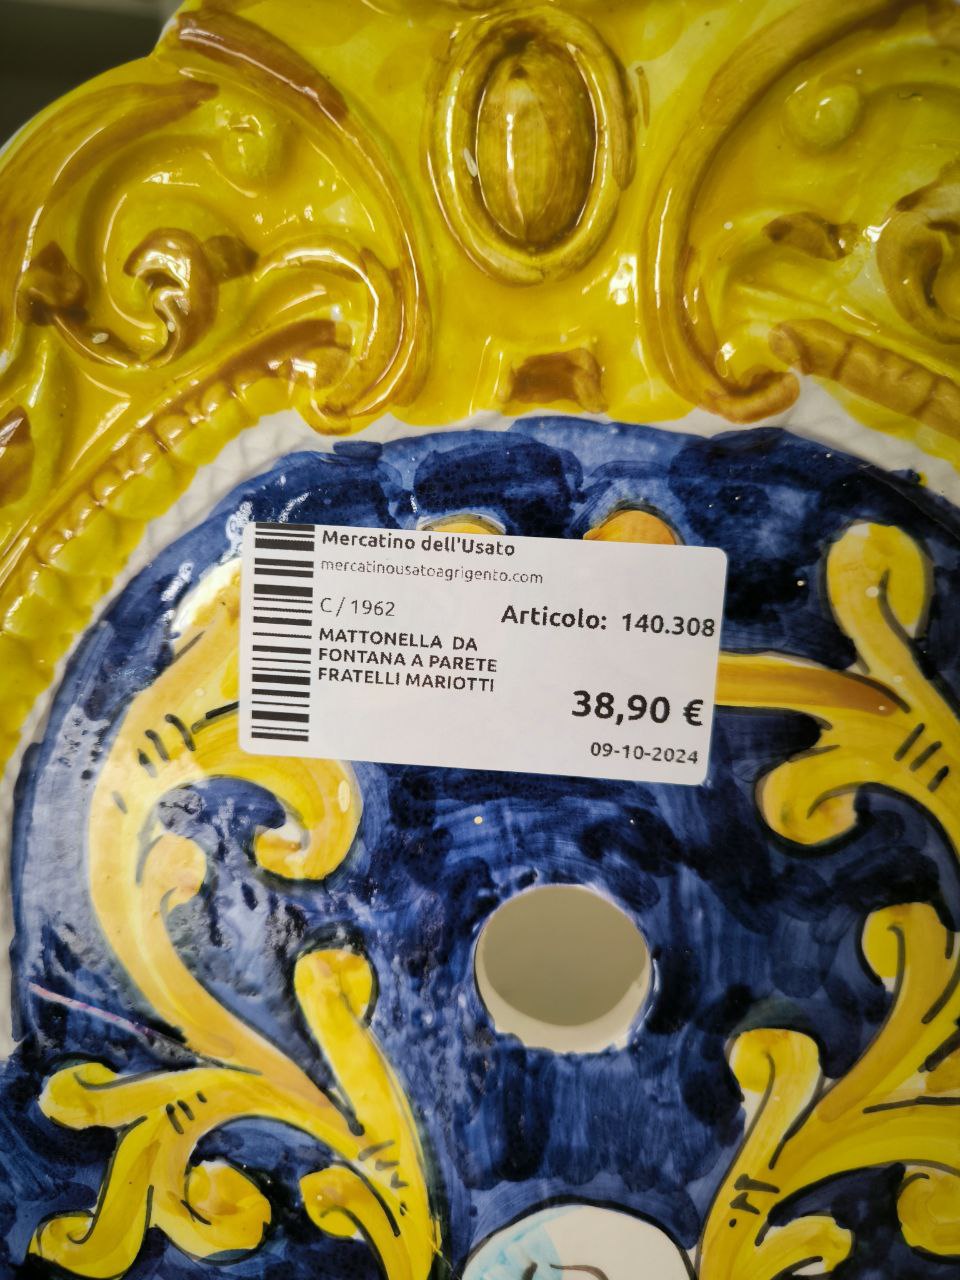 Mercatino dell'Usato
mercatinousatoagrigento.com
C / 1962
Articolo: 140.308
MATTONELLA DA
FONTANA A PARETE
FRATELLI MARIOTTI
38,90 €
09-10-2024